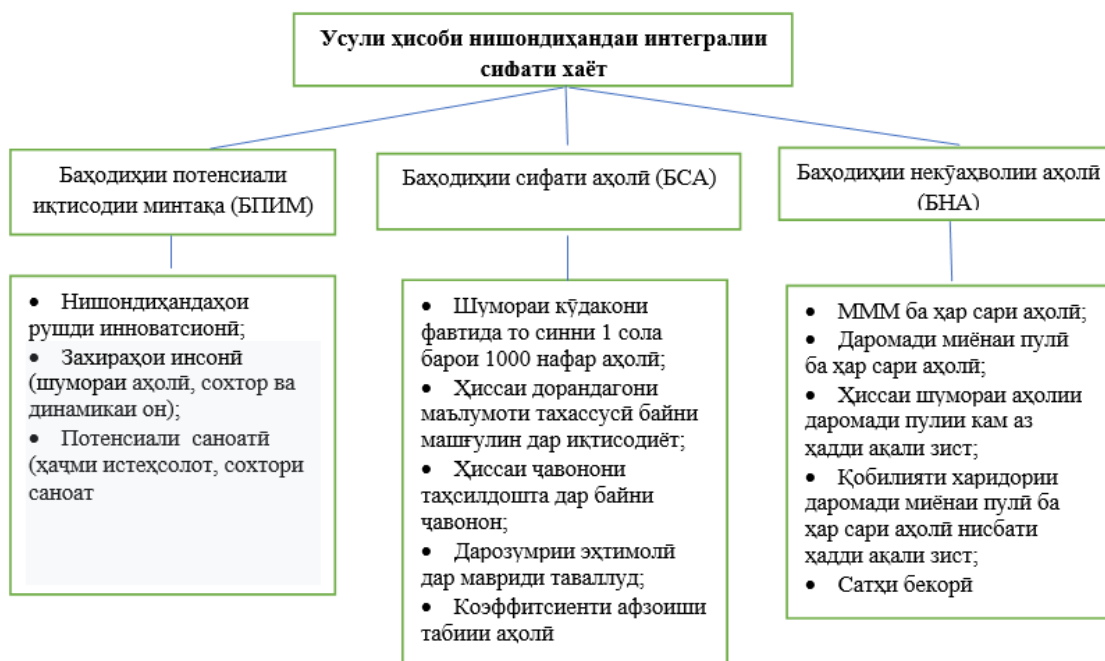 Усули ҳисоби нишондиҳандаи интегралии
сифати хаёт
Баҳодиҳии потенсиали
иқтисодии минтақа (БПИМ)
Баҳодиҳии сифати аҳолӣ (БСА)
Баҳодиҳии некӯаҳволии аҳолӣ
(БНА)
• Нишондиҳандаҳои
рушди инноватсионӣ;
• Захираҳои инсонӣ
(шумораи аҳолӣ, сохтор ва
динамикаи он);
• Потенсиали саноатӣ
(ҳаҷми истеҳсолот, сохтори
саноат
• Шумораи кӯдакони
фавтида то синни 1 сола
барои 1000 нафар аҳолӣ;
• Ҳиссаи дорандагони
маълумоти тахассусӣ байни
машғулин дар иқтисодиёт;
• Ҳиссаи ҷавонони
таҳсилдошта дар байни
ҷавонон;
• Дарозумрии эҳтимолӣ
дар мавриди таваллуд;
• Коэффитсиенти афзоиши
табиии аҳолӣ
• МММ ба ҳар сари аҳолӣ;
• Даромади миёнаи пулӣ
ба ҳар сари аҳолӣ;
• Ҳиссаи шумораи аҳолии
даромади пулии кам аз
ҳадди ақали зист;
• Қобилияти харидории
даромади миёнаи пулӣ ба
ҳар сари аҳолӣ нисбати
ҳадди ақали зист;
• Сатҳи бекорӣ